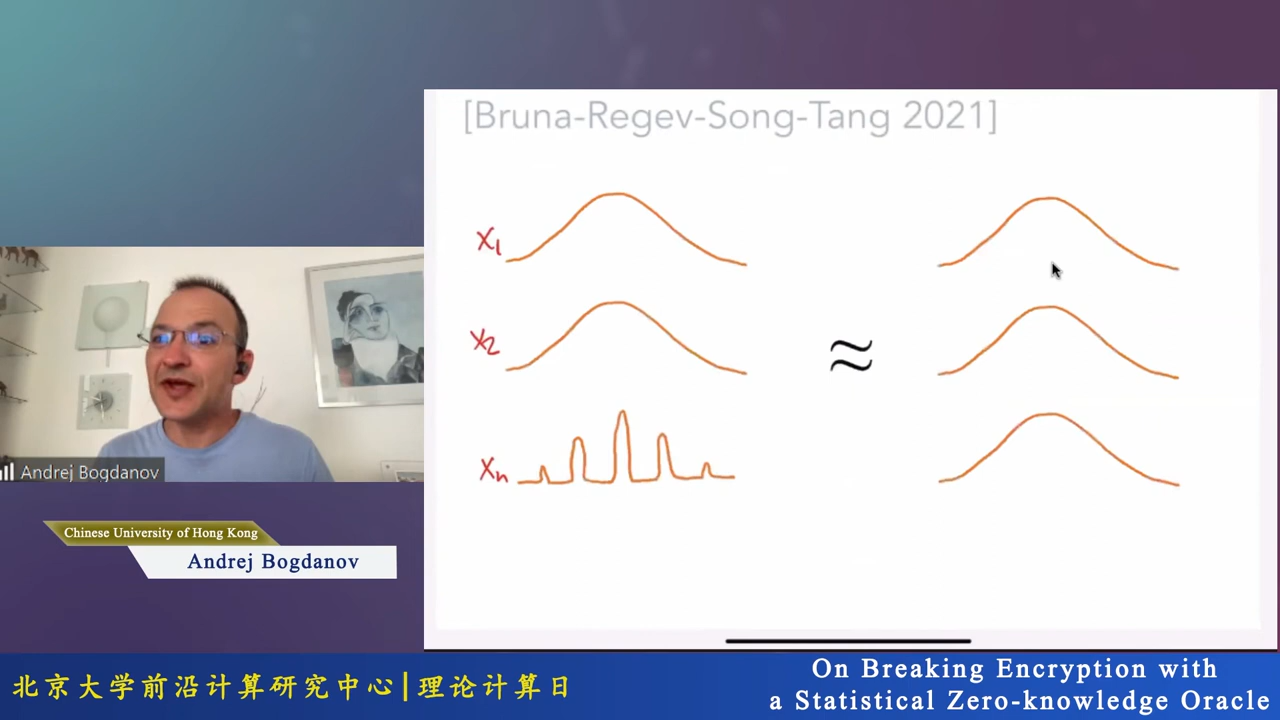 [Bruna-Regev-Song-Tang 2021]
x₁
x₂
≈
xₙ
Andrej Bogdanov
Chinese University of Hong Kong
Andrej Bogdanov
北京大学前沿计算研究中心|理论计算日
On Breaking Encryption with
a Statistical Zero-knowledge Oracle